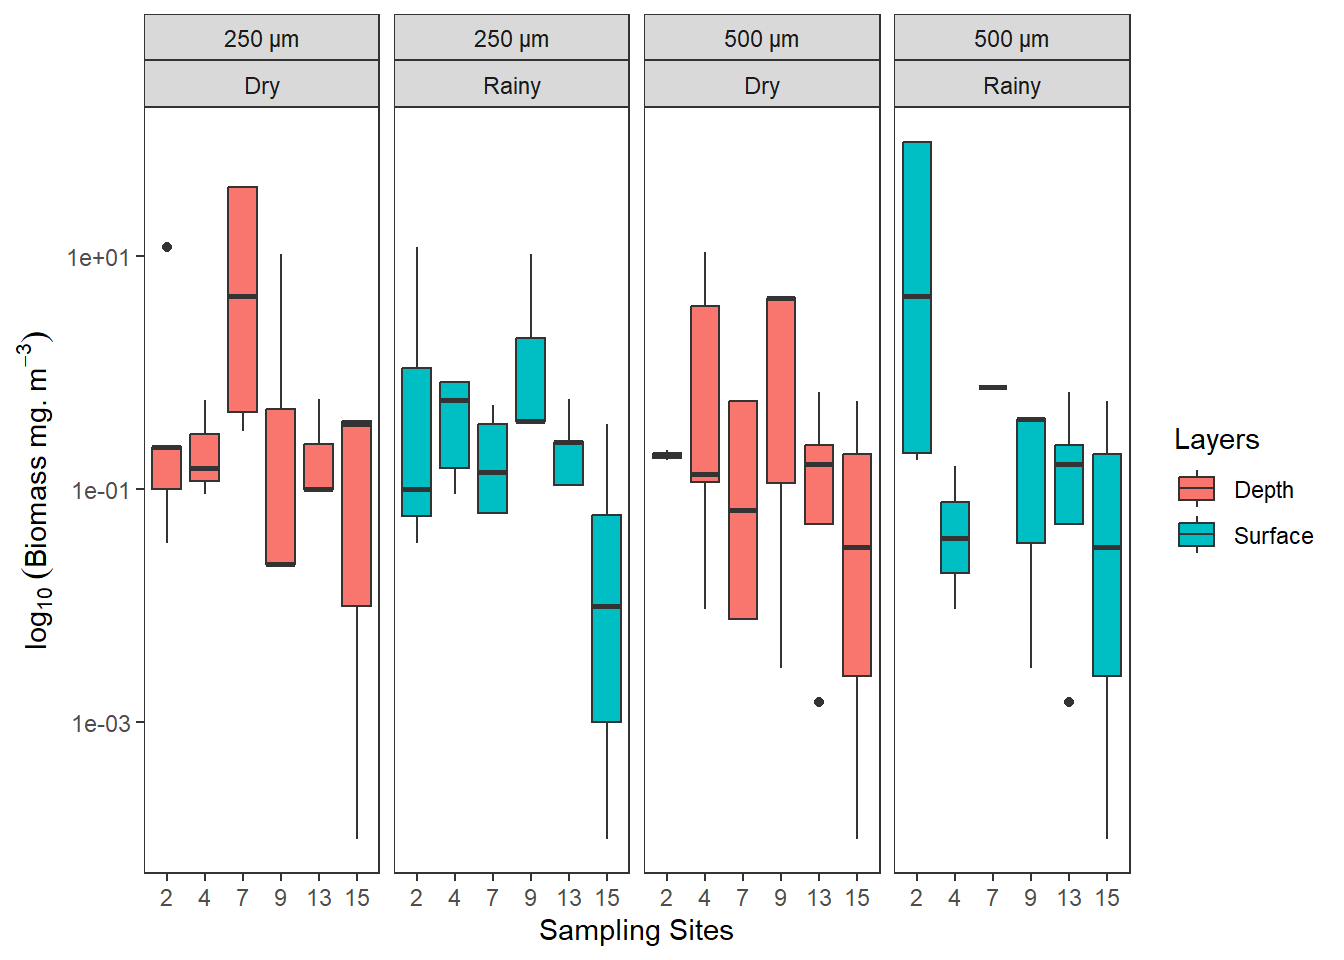 250 µm 250 µm 500 µm 500 µm
Dry Rainy Dry Rainy
1e+01
1e-01
1e-03
log10 (Biomass mg. m−3)
2 4 7 9 13 15 2 4 7 9 13 15 2 4 7 9 13 15 2 4 7 9 13 15
Sampling Sites
Layers
Depth
Surface